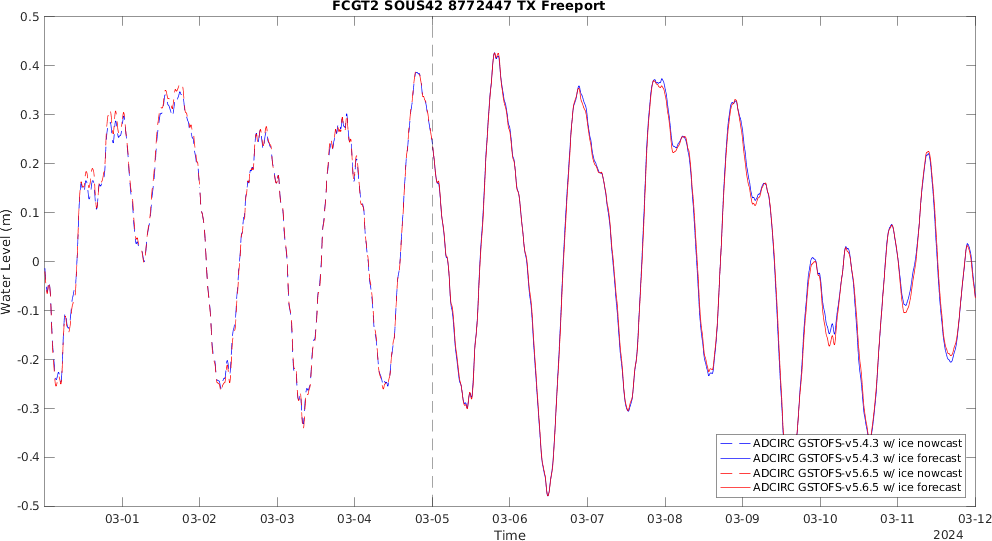 FCGT2 SOUS42 8772447 TX Freeport
0.5
0.4
0.3
0.2
0.1
0
-0.1
-0.2
-0.3
-0.4
-0.5
Water Level (m)
ADCIRC GSTOFS-v5.4.3 w/ ice nowcast
ADCIRC GSTOFS-v5.4.3 w/ ice forecast
ADCIRC GSTOFS-v5.6.5 w/ ice nowcast
ADCIRC GSTOFS-v5.6.5 w/ ice forecast
03-01 03-02 03-03 03-04 03-05 03-06 03-07 03-08 03-09 03-10 03-11 03-12
Time
2024